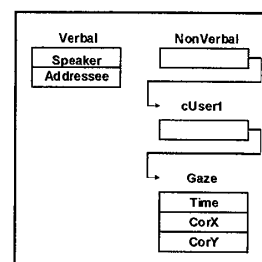 Verbal
Speaker
Addressee
NonVerbal
cUser1
Gaze
Time
CorX
CorY